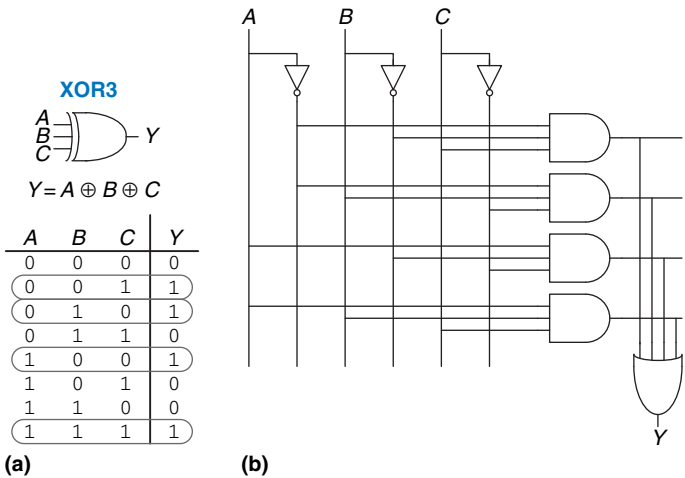 XOR3
A
B
C
Y
Y = A ⊕ B ⊕ C
A B C Y
0 0 0 0
0 0 1 1
0 1 0 1
0 1 1 0
1 0 0 1
1 0 1 0
1 1 0 0
1 1 1 1
(a)
A B C
Y
(b)